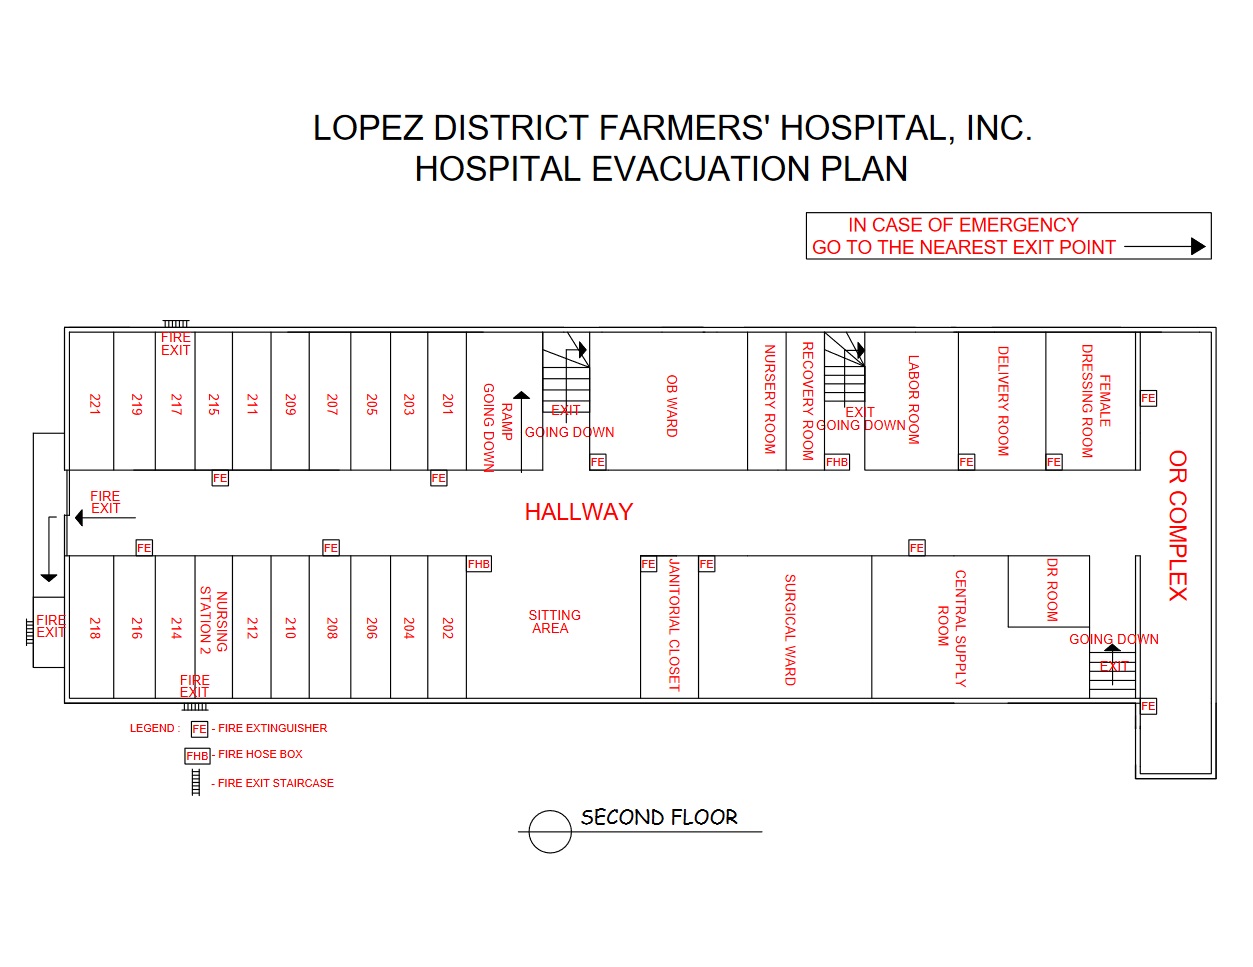 LOPEZ DISTRICT FARMERS' HOSPITAL, INC.
HOSPITAL EVACUATION PLAN
IN CASE OF EMERGENCY
GO TO THE NEAREST EXIT POINT
FIRE
EXIT
221
219
217
215
211
209
207
205
203
201
RAMP
GOING DOWN
EXIT
GOING DOWN
OB WARD
NURSERY ROOM
RECOVERY ROOM
EXIT
GOING DOWN
LABOR ROOM
DELIVERY ROOM
FEMALE
DRESSING ROOM
FE
FE
FHB
FE
FE
FE
FE
OR COMPLEX
FIRE
EXIT
HALLWAY
FE
FE
FHB
FE
FE
FE
FIRE
EXIT
218
216
214
NURSING
STATION 2
212
210
208
206
204
202
SITTING
AREA
JANITORIAL CLOSET
SURGICAL WARD
CENTRAL SUPPLY
ROOM
DR ROOM
GOING DOWN
EXIT
FIRE
EXIT
FE
LEGEND : FE - FIRE EXTINGUISHER
FHB - FIRE HOSE BOX
- FIRE EXIT STAIRCASE
SECOND FLOOR